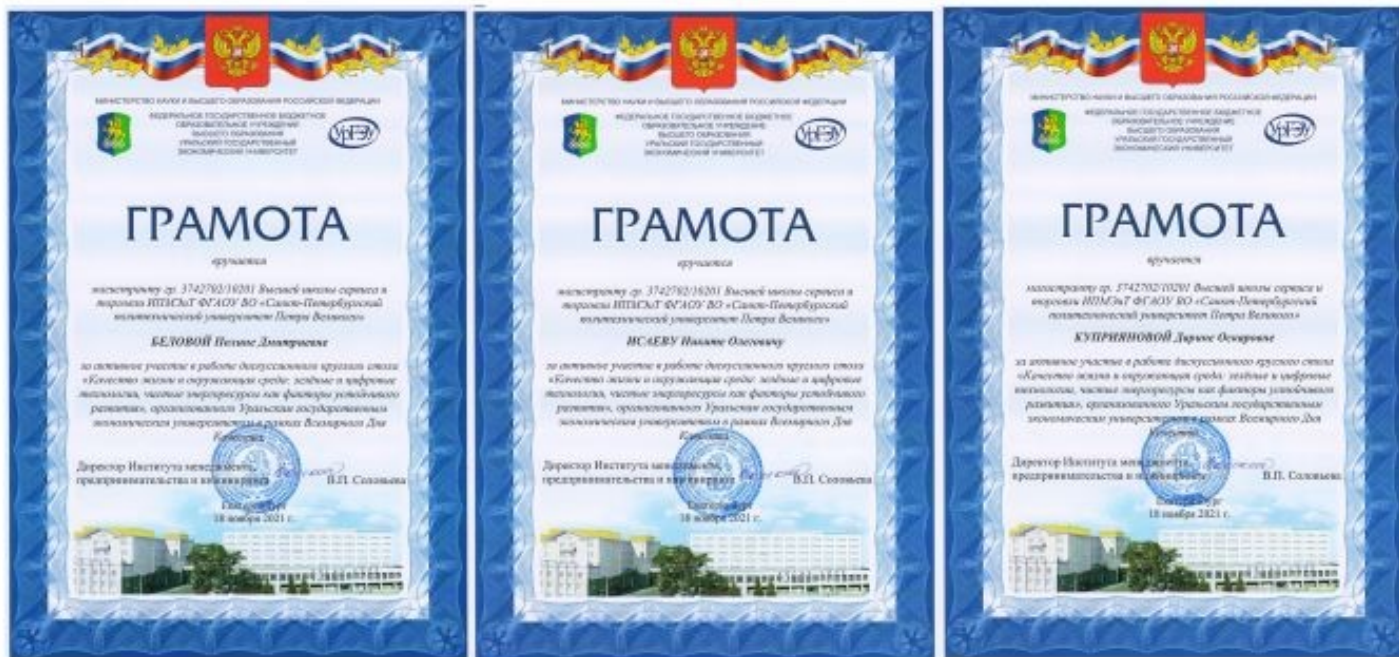 МИНИСТЕРСТВО НАУКИ И ВЫСШЕГО ОБРАЗОВАНИЯ РОССИЙСКОЙ ФЕДЕРАЦИИ
ФЕДЕРАЛЬНОЕ ГОСУДАРСТВЕННОЕ БЮДЖЕТНОЕ
ОБРАЗОВАТЕЛЬНОЕ УЧРЕЖДЕНИЕ
ВЫСШЕГО ОБРАЗОВАНИЯ
УРАЛЬСКИЙ ГОСУДАРСТВЕННЫЙ
ЭКОНОМИЧЕСКИЙ УНИВЕРСИТЕТ
УрГЭУ
ГРАМОТА
вручается
магистранту гр. 3742702/10201 Высшей школы сервиса и
торговли ИПМЭиТ ФГАОУ ВО «Санкт-Петербургский
политехнический университет Петра Великого»
БЕЛОВОЙ Полине Дмитриевне
за активное участие в работе дискуссионного круглого стола
«Качество жизни и окружающая среда: зелёные и цифровые
технологии, чистые энергоресурсы как факторы устойчивого
развития», организованного Уральским государственным
экономическим университетом в рамках Всемирного Дня
Качества
Директор Института менеджмента,
предпринимательства и инжиниринга В.П. Соловьева
Екатеринбург
18 ноября 2021 г.
МИНИСТЕРСТВО НАУКИ И ВЫСШЕГО ОБРАЗОВАНИЯ РОССИЙСКОЙ ФЕДЕРАЦИИ
ФЕДЕРАЛЬНОЕ ГОСУДАРСТВЕННОЕ БЮДЖЕТНОЕ
ОБРАЗОВАТЕЛЬНОЕ УЧРЕЖДЕНИЕ
ВЫСШЕГО ОБРАЗОВАНИЯ
УРАЛЬСКИЙ ГОСУДАРСТВЕННЫЙ
ЭКОНОМИЧЕСКИЙ УНИВЕРСИТЕТ
УрГЭУ
ГРАМОТА
вручается
магистранту гр. 3742702/10201 Высшей школы сервиса и
торговли ИПМЭиТ ФГАОУ ВО «Санкт-Петербургский
политехнический университет Петра Великого»
ИСАЕВУ Никите Олеговичу
за активное участие в работе дискуссионного круглого стола
«Качество жизни и окружающая среда: зелёные и цифровые
технологии, чистые энергоресурсы как факторы устойчивого
развития», организованного Уральским государственным
экономическим университетом в рамках Всемирного Дня
Качества
Директор Института менеджмента,
предпринимательства и инжиниринга В.П. Соловьева
Екатеринбург
18 ноября 2021 г.
МИНИСТЕРСТВО НАУКИ И ВЫСШЕГО ОБРАЗОВАНИЯ РОССИЙСКОЙ ФЕДЕРАЦИИ
ФЕДЕРАЛЬНОЕ ГОСУДАРСТВЕННОЕ БЮДЖЕТНОЕ
ОБРАЗОВАТЕЛЬНОЕ УЧРЕЖДЕНИЕ
ВЫСШЕГО ОБРАЗОВАНИЯ
УРАЛЬСКИЙ ГОСУДАРСТВЕННЫЙ
ЭКОНОМИЧЕСКИЙ УНИВЕРСИТЕТ
УрГЭУ
ГРАМОТА
вручается
магистранту гр. 3742702/10201 Высшей школы сервиса и
торговли ИПМЭиТ ФГАОУ ВО «Санкт-Петербургский
политехнический университет Петра Великого»
КУПРИЯНОВОЙ Дарине Оскаровне
за активное участие в работе дискуссионного круглого стола
«Качество жизни и окружающая среда: зелёные и цифровые
технологии, чистые энергоресурсы как факторы устойчивого
развития», организованного Уральским государственным
экономическим университетом в рамках Всемирного Дня
Качества
Директор Института менеджмента,
предпринимательства и инжиниринга В.П. Соловьева
Екатеринбург
18 ноября 2021 г.